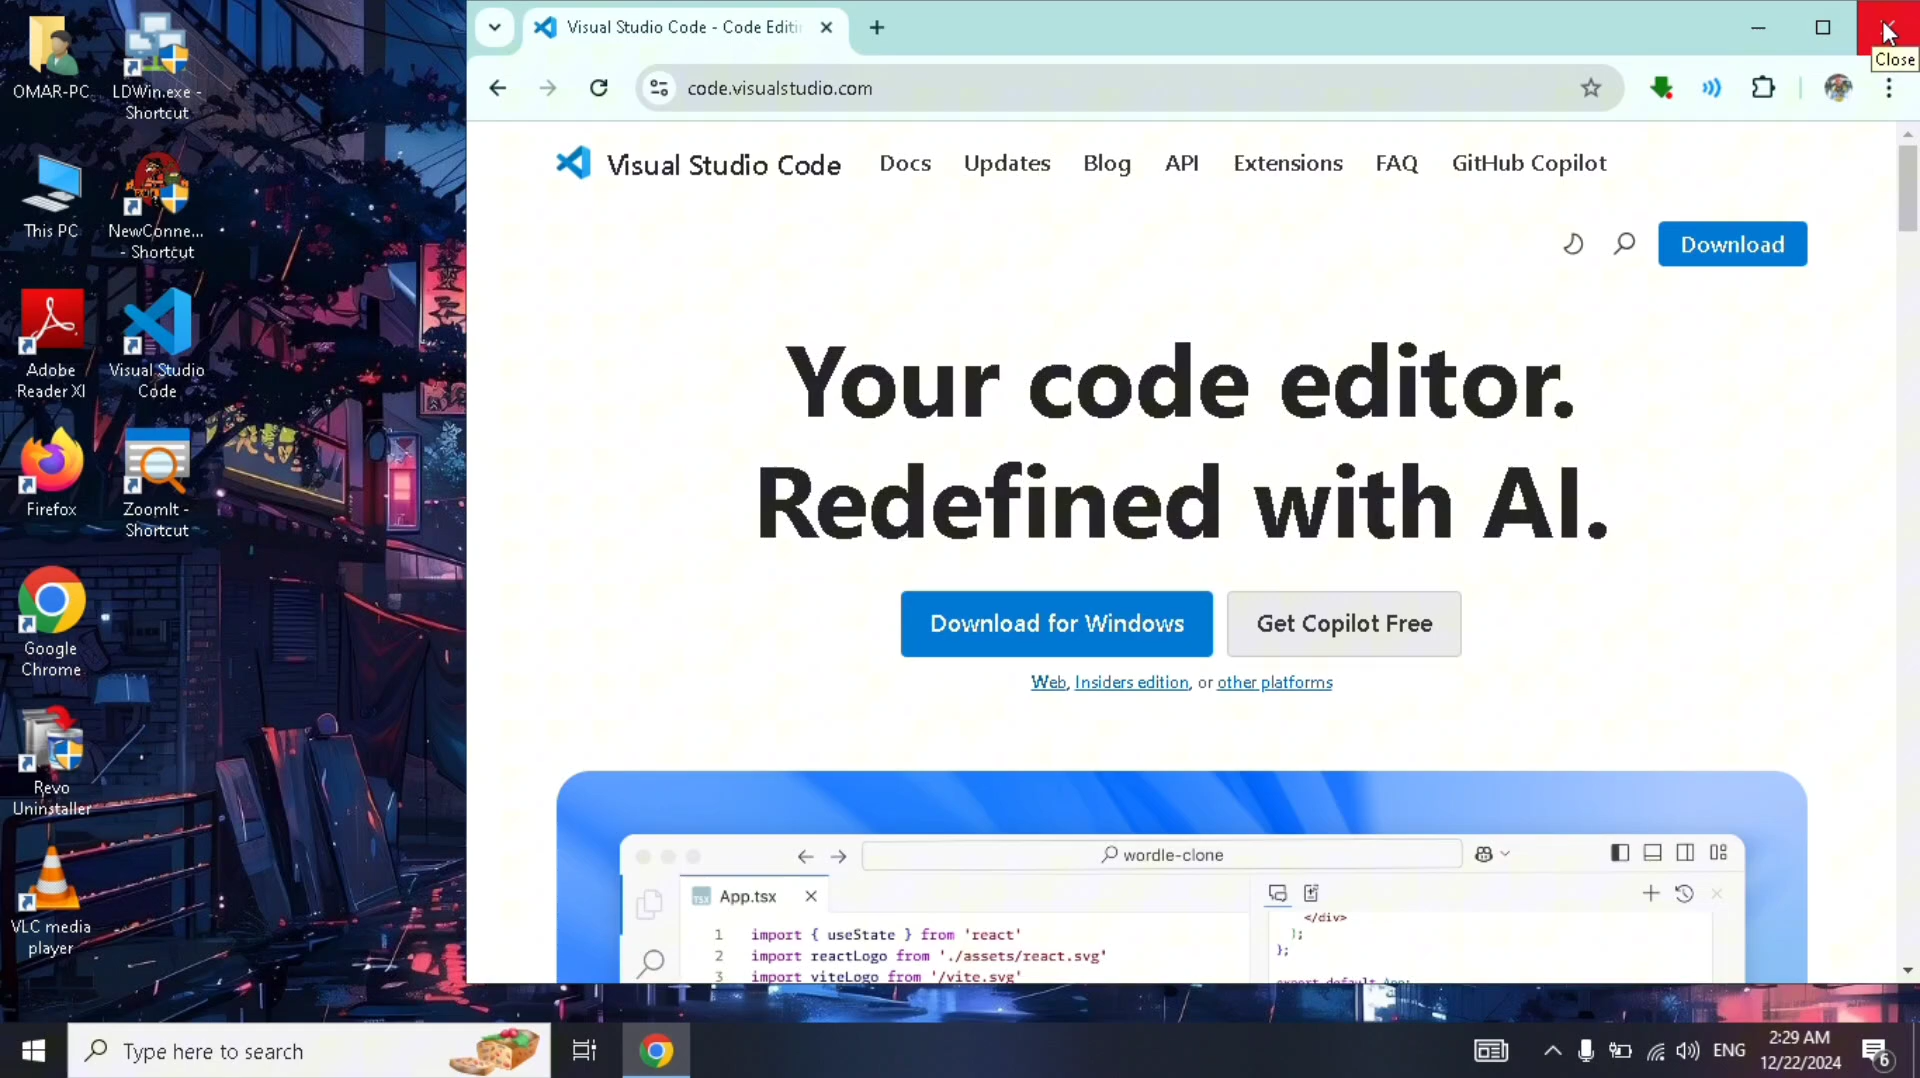 OMAR-PC
LDWin.exe -
Shortcut
This PC
NewConne...
- Shortcut
Adobe
Reader XI
Visual Studio
Code
Firefox
ZoomIt -
Shortcut
Google
Chrome
Revo
Uninstaller
VLC media
player
Visual Studio Code - Code Editi
Close
code.visualstudio.com
Visual Studio Code
Docs
Updates
Blog
API
Extensions
FAQ
GitHub Copilot
Download
Your code editor.
Redefined with AI.
Download for Windows
Get Copilot Free
Web, Insiders edition, or other platforms
wordle-clone
TSX App.tsx
1 import { useState } from 'react'
2 import reactLogo from './assets/react.svg'
3 import viteLogo from '/vite.svg'
</div>
);
};
export default App;
Type here to search
ENG
2:29 AM
12/22/2024
6